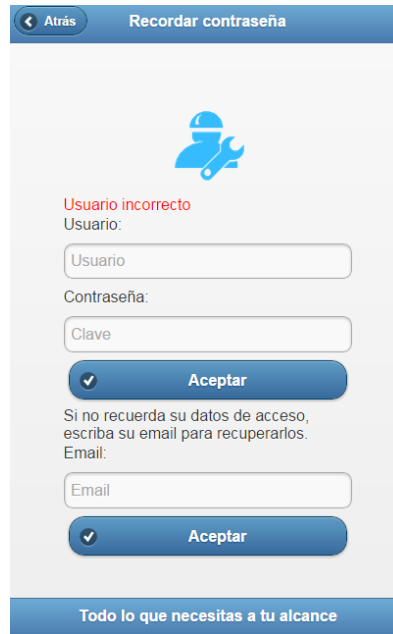 Atrás
Recordar contraseña
Usuario incorrecto
Usuario:
Usuario
Contraseña:
Clave
Aceptar
Si no recuerda su datos de acceso,
escriba su email para recuperarlos.
Email:
Email
Aceptar
Todo lo que necesitas a tu alcance